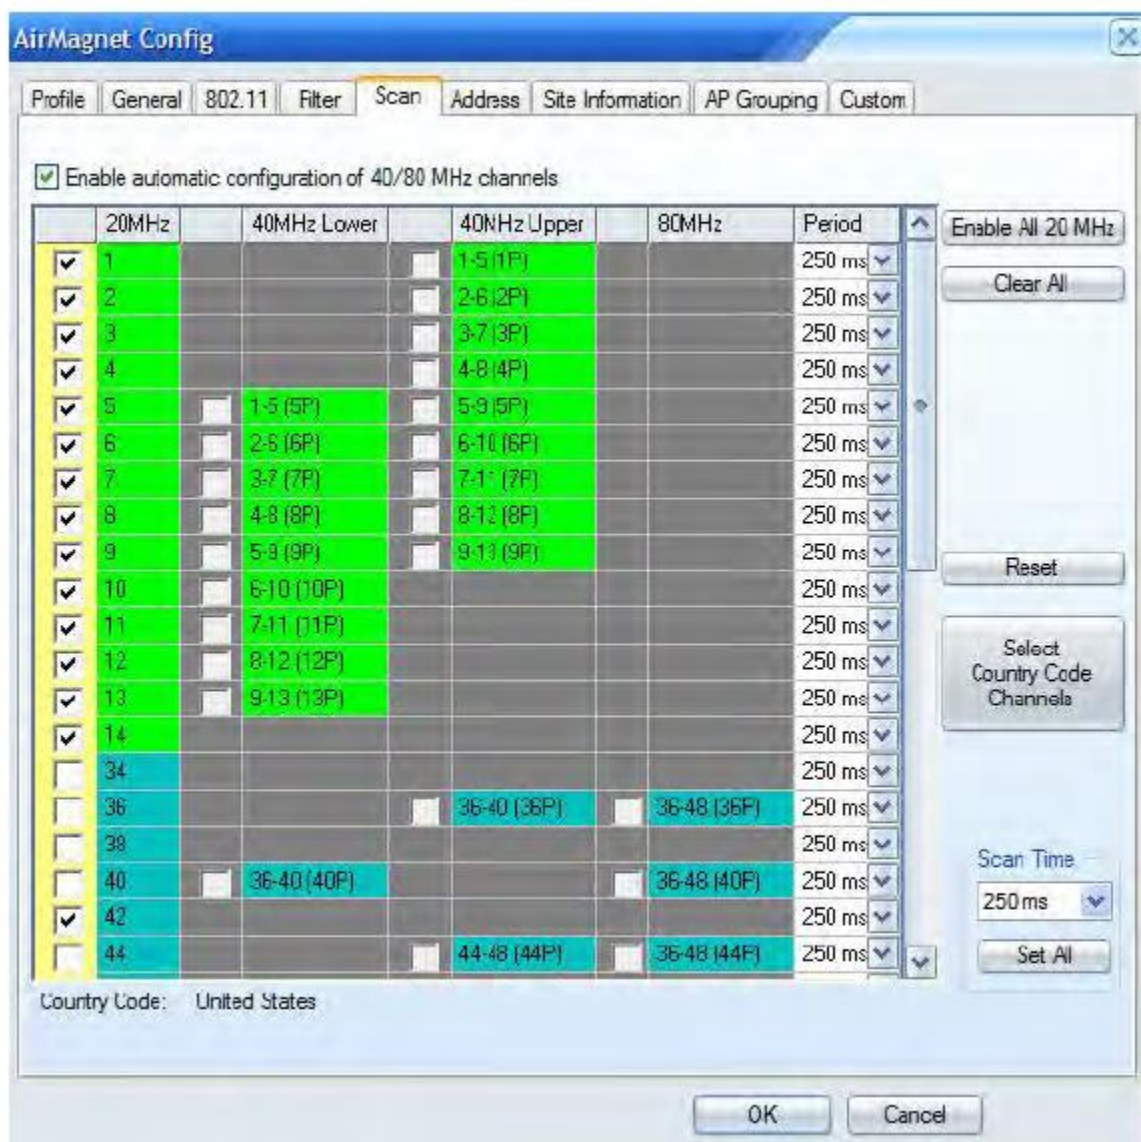 AirMagnet Config
Profile General 802.11 Filter Scan Address Site Information AP Grouping Custom
Enable automatic configuration of 40/80 MHz channels
20MHz 40MHz Lower 40MHz Upper 80MHz Period
Enable All 20 MHz
1 1-5 (1P) 250 ms
Clear All
2 2-6 (2P) 250 ms
3 3-7 (3P) 250 ms
4 4-8 (4P) 250 ms
5 1-5 (5P) 5-9 (5P) 250 ms
6 2-6 (6P) 6-10 (6P) 250 ms
7 3-7 (7P) 7-11 (7P) 250 ms
8 4-8 (8P) 8-12 (8P) 250 ms
9 5-9 (9P) 9-13 (9P) 250 ms
Reset
10 6-10 (10P) 250 ms
11 7-11 (11P) 250 ms
12 8-12 (12P) 250 ms
13 9-13 (13P) 250 ms
Select
Country Code
Channels
14 250 ms
34 250 ms
36 36-40 (36P) 36-48 (36P) 250 ms
38 250 ms
40 36-40 (40P) 36-48 (40P) 250 ms
42 250 ms
44 44-48 (44P) 36-48 (44P) 250 ms
Scan Time
250 ms
Set All
Country Code: United States
OK Cancel